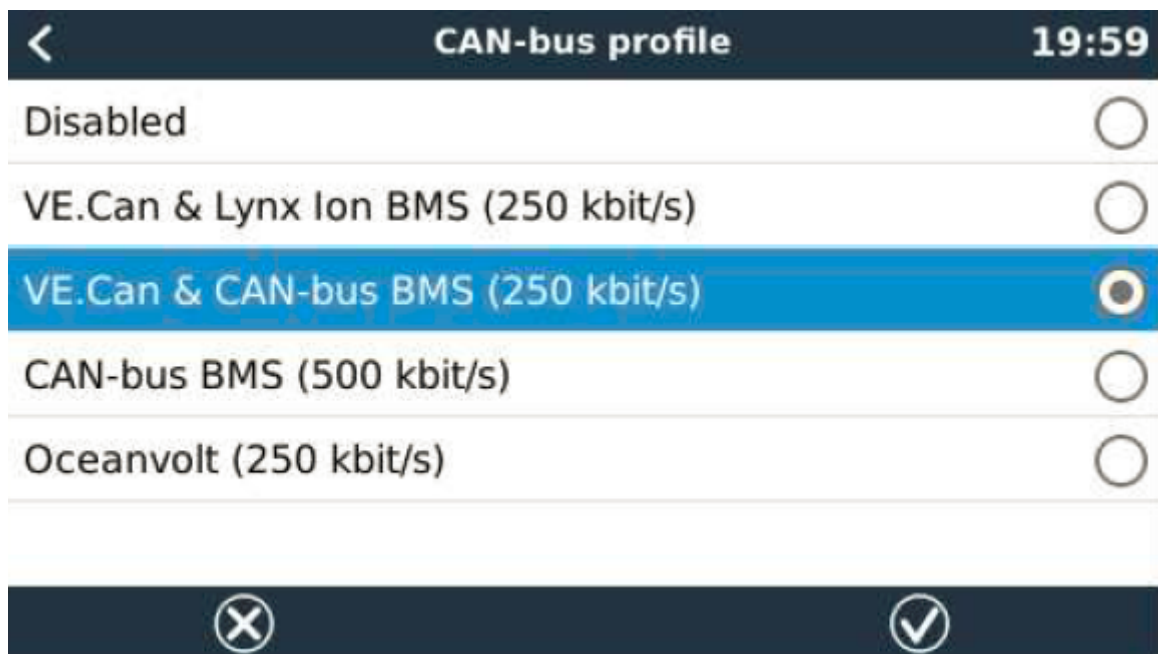 CAN-bus profile 19:59
Disabled
VE.Can & Lynx Ion BMS (250 kbit/s)
VE.Can & CAN-bus BMS (250 kbit/s)
CAN-bus BMS (500 kbit/s)
Oceanvolt (250 kbit/s)